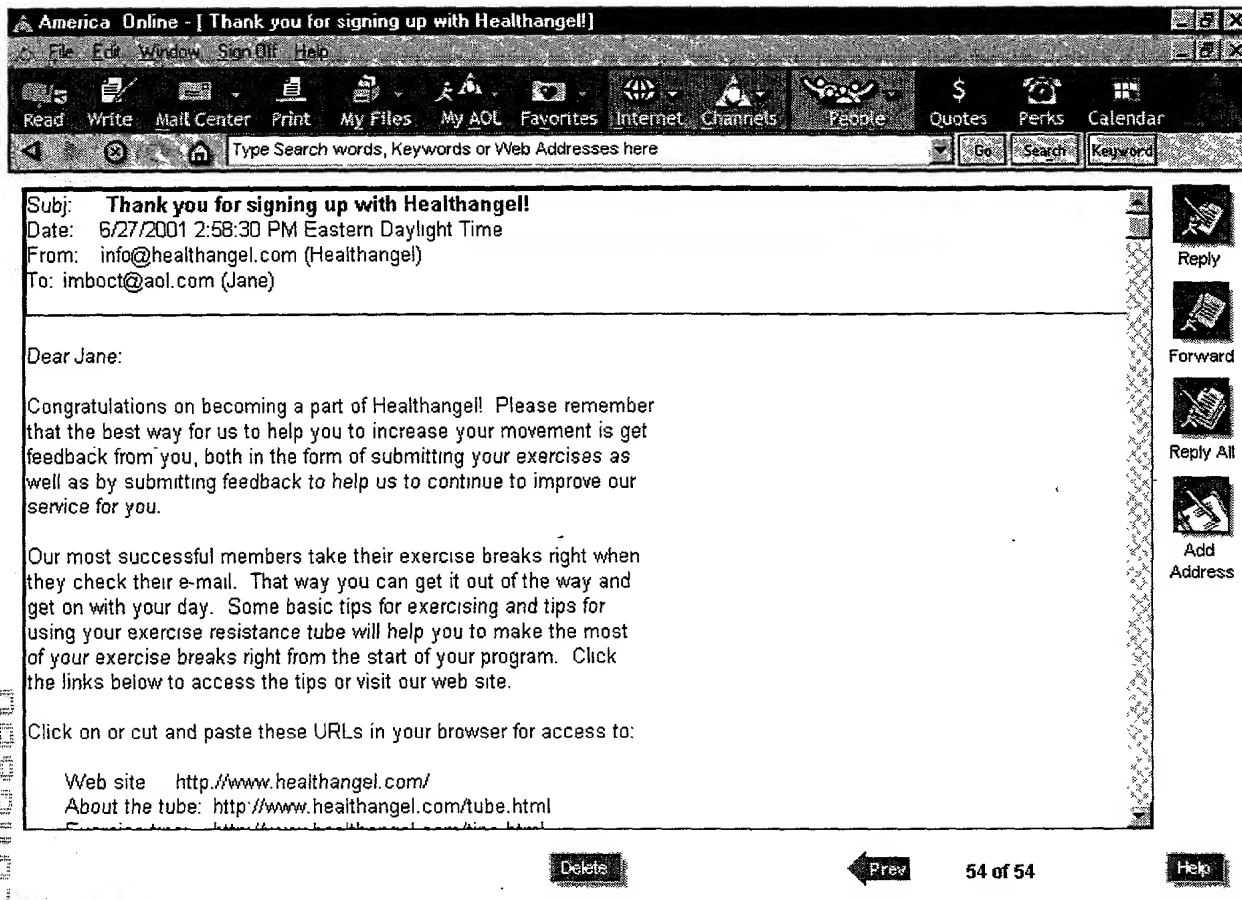 America Online - [ Thank you for signing up with Healthangel!]
File Edit Window Sign Off Help
Read Write Mail Center Print My Files My AOL Favorites Internet Channels People Quotes Perks Calendar
Type Search words, Keywords or Web Addresses here Go Search Keyword
Subj: Thank you for signing up with Healthangel!
Date: 6/27/2001 2:58:30 PM Eastern Daylight Time
From: info@healthangel.com (Healthangel)
To: imboct@aol.com (Jane)
Reply
Forward
Reply All
Add
Address
Dear Jane:
Congratulations on becoming a part of Healthangel! Please remember
that the best way for us to help you to increase your movement is get
feedback from you, both in the form of submitting your exercises as
well as by submitting feedback to help us to continue to improve our
service for you.
Our most successful members take their exercise breaks right when
they check their e-mail. That way you can get it out of the way and
get on with your day. Some basic tips for exercising and tips for
using your exercise resistance tube will help you to make the most
of your exercise breaks right from the start of your program. Click
the links below to access the tips or visit our web site.
Click on or cut and paste these URLs in your browser for access to:
Web site http://www.healthangel.com/
About the tube: http://www.healthangel.com/tube.html
Delete Prev 54 of 54 Help